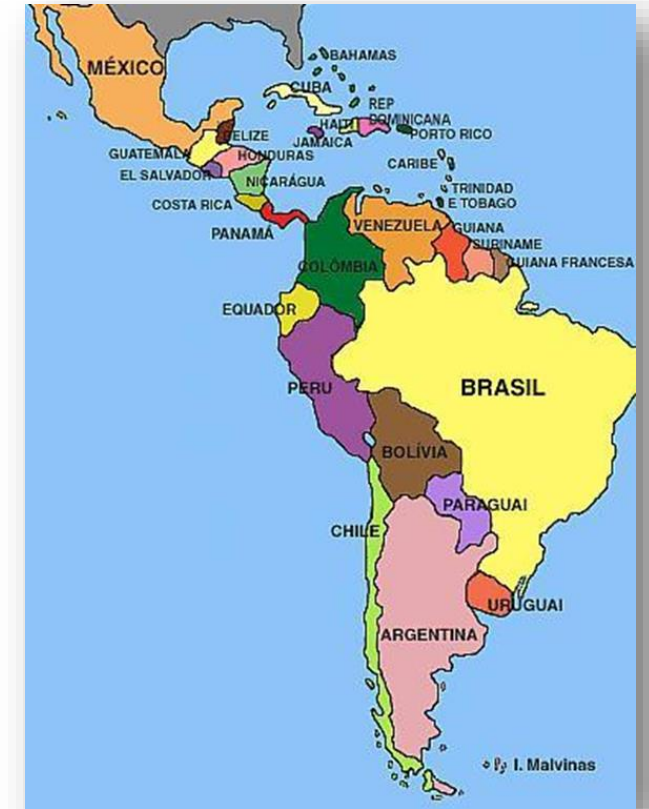 MÉXICO
BAHAMAS
CUBA
REP
DOMINICANA
HAITI
PORTO RICO
JAMAICA
BELIZE
GUATEMALA
HONDURAS
CARIBE
EL SALVADOR
NICARÁGUA
TRINIDAD
E TOBAGO
COSTA RICA
PANAMÁ
VENEZUELA
GUIANA
SURINAME
GUIANA FRANCESA
COLÔMBIA
EQUADOR
PERU
BRASIL
BOLÍVIA
PARAGUAI
CHILE
URUGUAI
ARGENTINA
I. Malvinas